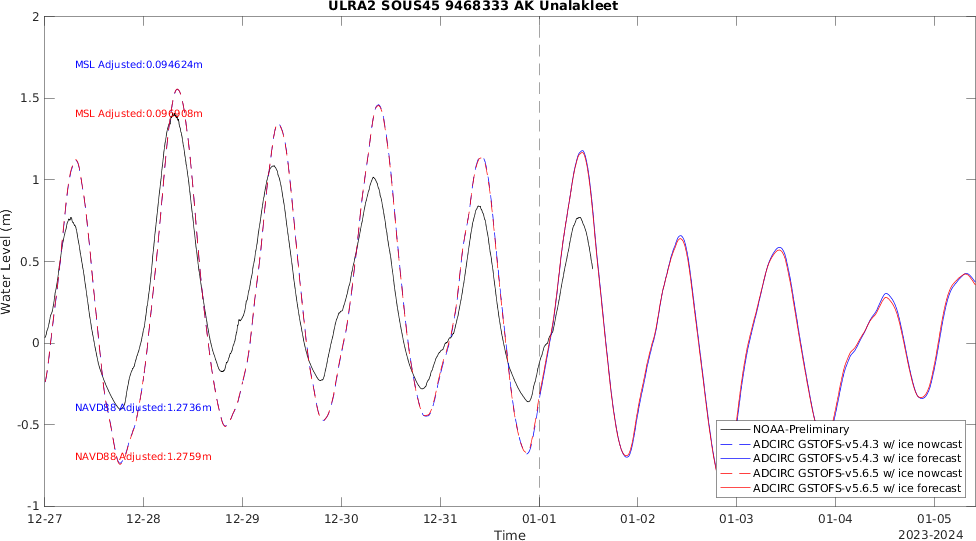 ULRA2 SOUS45 9468333 AK Unalakleet
2
1.5
1
0.5
0
-0.5
-1
Water Level (m)
MSL Adjusted:0.094624m
MSL Adjusted:0.096908m
NAVD88 Adjusted:1.2736m
NAVD88 Adjusted:1.2759m
NOAA-Preliminary
ADCIRC GSTOFS-v5.4.3 w/ ice nowcast
ADCIRC GSTOFS-v5.4.3 w/ ice forecast
ADCIRC GSTOFS-v5.6.5 w/ ice nowcast
ADCIRC GSTOFS-v5.6.5 w/ ice forecast
12-27 12-28 12-29 12-30 12-31 01-01 01-02 01-03 01-04 01-05
Time
2023-2024